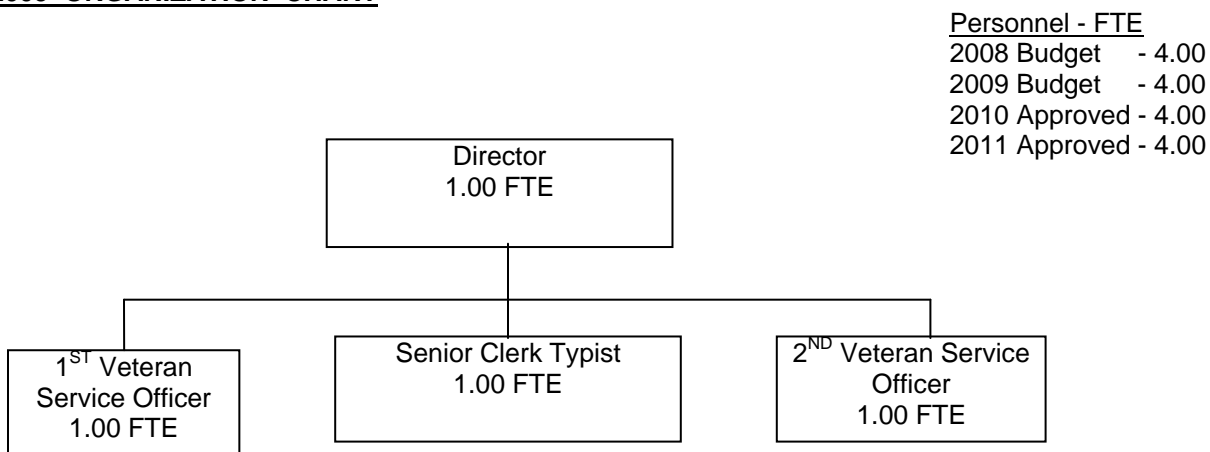 ORGANIZATION CHART
Personnel - FTE
2008 Budget - 4.00
2009 Budget - 4.00
2010 Approved - 4.00
2011 Approved - 4.00
Director
1.00 FTE
1ST Veteran
Service Officer
1.00 FTE
Senior Clerk Typist
1.00 FTE
2ND Veteran Service
Officer
1.00 FTE